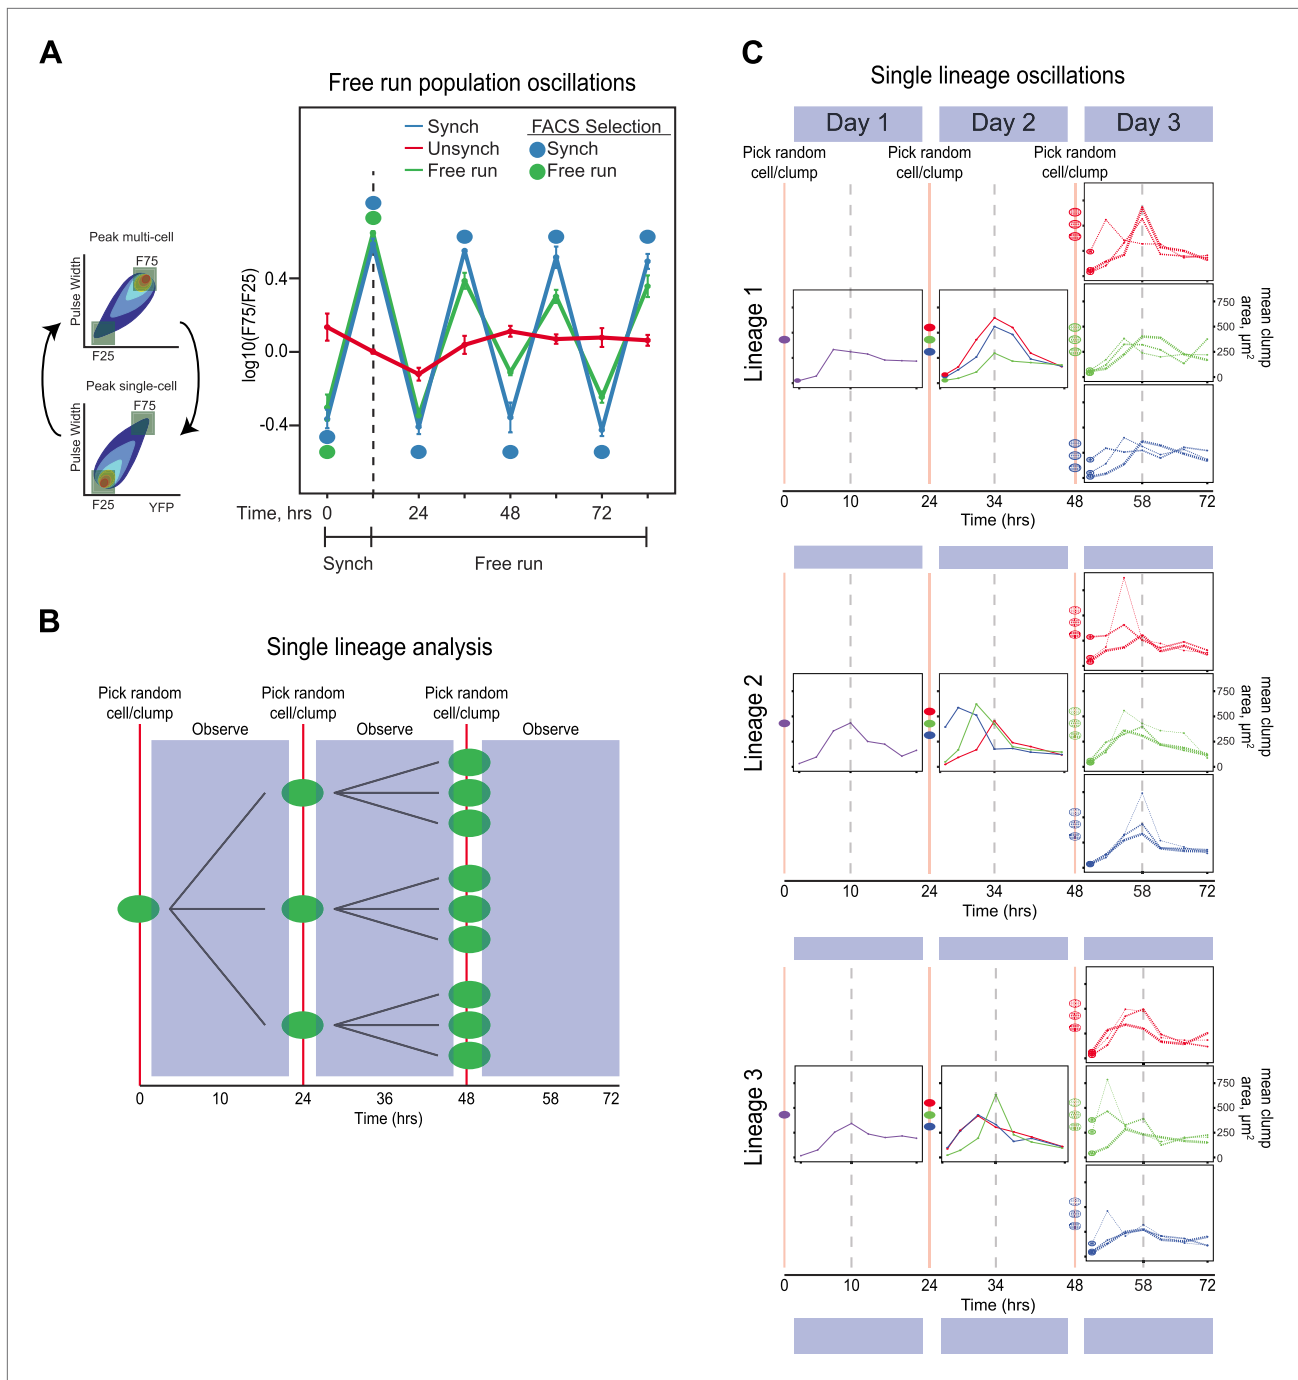 A
Free run population oscillations
Synch
Unsynch
Free run
FACS Selection
Synch
Free run
Peak multi-cell
F75
Pulse Width
F25
Peak single-cell
F75
Pulse Width
F25
YFP
log10(F75/F25)
0.4
0.0
-0.4
Time, hrs
0
24
48
72
Synch
Free run
B
Single lineage analysis
Pick random
cell/clump
Pick random
cell/clump
Pick random
cell/clump
Observe
Observe
Observe
0
10
24
36
48
58
72
Time (hrs)
C
Single lineage oscillations
Day 1
Day 2
Day 3
Pick random
cell/clump
Pick random
cell/clump
Pick random
cell/clump
Lineage 1
750
500
250
0
mean clump
area, µm²
0
10
24
34
48
58
72
Time (hrs)
Lineage 2
750
500
250
0
mean clump
area, µm²
0
10
24
34
48
58
72
Time (hrs)
Lineage 3
750
500
250
0
mean clump
area, µm²
0
10
24
34
48
58
72
Time (hrs)